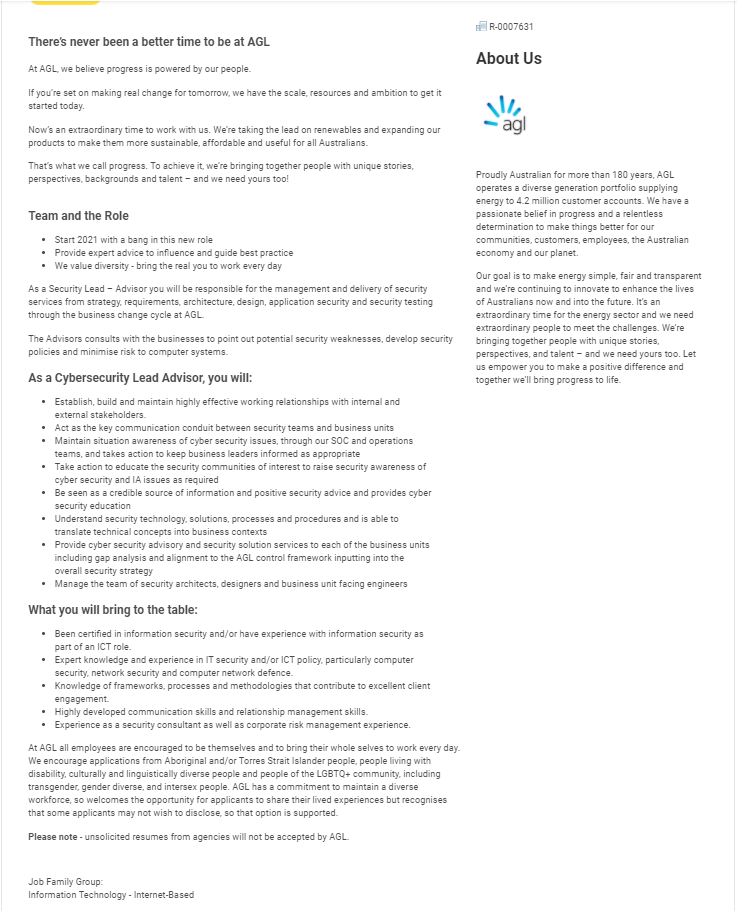 There's never been a better time to be at AGL
At AGL, we believe progress is powered by our people.
If you're set on making real change for tomorrow, we have the scale, resources and ambition to get it
started today.
Now's an extraordinary time to work with us. We're taking the lead on renewables and expanding our
products to make them more sustainable, affordable and useful for all Australians.
That's what we call progress. To achieve it, we're bringing together people with unique stories,
perspectives, backgrounds and talent – and we need yours too!
Team and the Role
• Start 2021 with a bang in this new role
• Provide expert advice to influence and guide best practice
• We value diversity - bring the real you to work every day
As a Security Lead – Advisor you will be responsible for the management and delivery of security
services from strategy, requirements, architecture, design, application security and security testing
through the business change cycle at AGL.
The Advisors consults with the businesses to point out potential security weaknesses, develop security
policies and minimise risk to computer systems.
As a Cybersecurity Lead Advisor, you will:
• Establish, build and maintain highly effective working relationships with internal and
external stakeholders.
• Act as the key communication conduit between security teams and business units
• Maintain situation awareness of cyber security issues, through our SOC and operations
teams, and takes action to keep business leaders informed as appropriate
• Take action to educate the security communities of interest to raise security awareness of
cyber security and IA issues as required
• Be seen as a credible source of information and positive security advice and provides cyber
security education
• Understand security technology, solutions, processes and procedures and is able to
translate technical concepts into business contexts
• Provide cyber security advisory and security solution services to each of the business units
including gap analysis and alignment to the AGL control framework inputting into the
overall security strategy
• Manage the team of security architects, designers and business unit facing engineers
What you will bring to the table:
• Been certified in information security and/or have experience with information security as
part of an ICT role.
• Expert knowledge and experience in IT security and/or ICT policy, particularly computer
security, network security and computer network defence.
• Knowledge of frameworks, processes and methodologies that contribute to excellent client
engagement.
• Highly developed communication skills and relationship management skills.
• Experience as a security consultant as well as corporate risk management experience.
At AGL all employees are encouraged to be themselves and to bring their whole selves to work every day.
We encourage applications from Aboriginal and/or Torres Strait Islander people, people living with
disability, culturally and linguistically diverse people and people of the LGBTQ+ community, including
transgender, gender diverse, and intersex people. AGL has a commitment to maintain a diverse
workforce, so welcomes the opportunity for applicants to share their lived experiences but recognises
that some applicants may not wish to disclose, so that option is supported.
Please note - unsolicited resumes from agencies will not be accepted by AGL.
Job Family Group:
Information Technology - Internet-Based
R-0007631
About Us
agl
Proudly Australian for more than 180 years, AGL
operates a diverse generation portfolio supplying
energy to 4.2 million customer accounts. We have a
passionate belief in progress and a relentless
determination to make things better for our
communities, customers, employees, the Australian
economy and our planet.
Our goal is to make energy simple, fair and transparent
and we're continuing to innovate to enhance the lives
of Australians now and into the future. It's an
extraordinary time for the energy sector and we need
extraordinary people to meet the challenges. We're
bringing together people with unique stories,
perspectives, and talent – and we need yours too. Let
us empower you to make a positive difference and
together we'll bring progress to life.